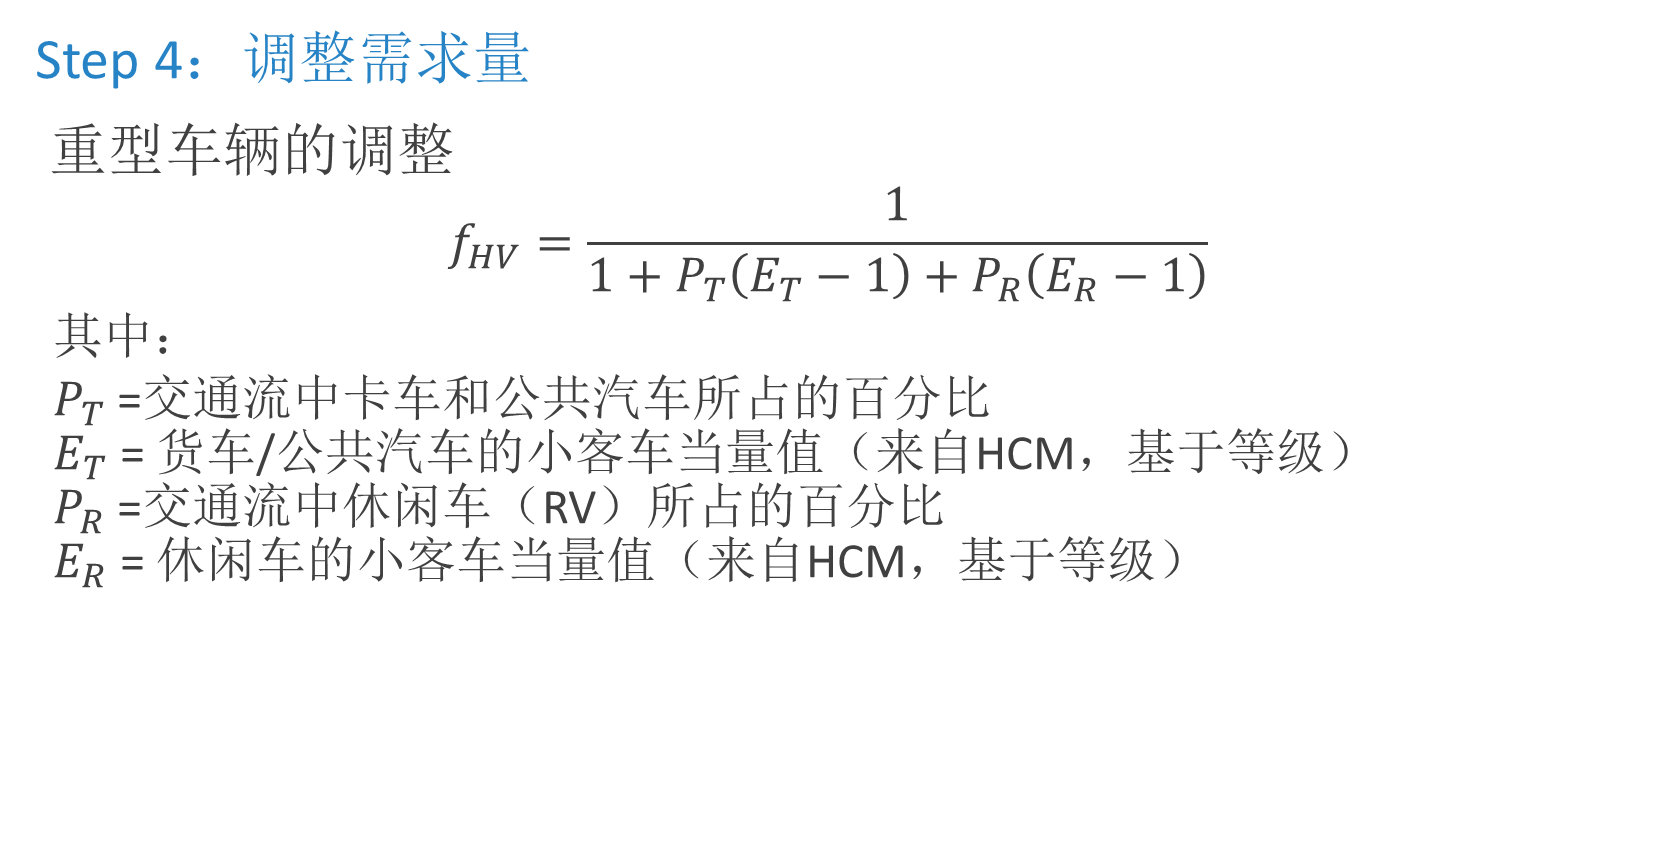 Step 4：调整需求量
重型车辆的调整
f_{HV} = \frac{1}{1 + P_T(E_T − 1) + P_R(E_R − 1)}
其中：
P_T =交通流中卡车和公共汽车所占的百分比
E_T = 货车/公共汽车的小客车当量值（来自HCM，基于等级）
P_R =交通流中休闲车（RV）所占的百分比
E_R = 休闲车的小客车当量值（来自HCM，基于等级）